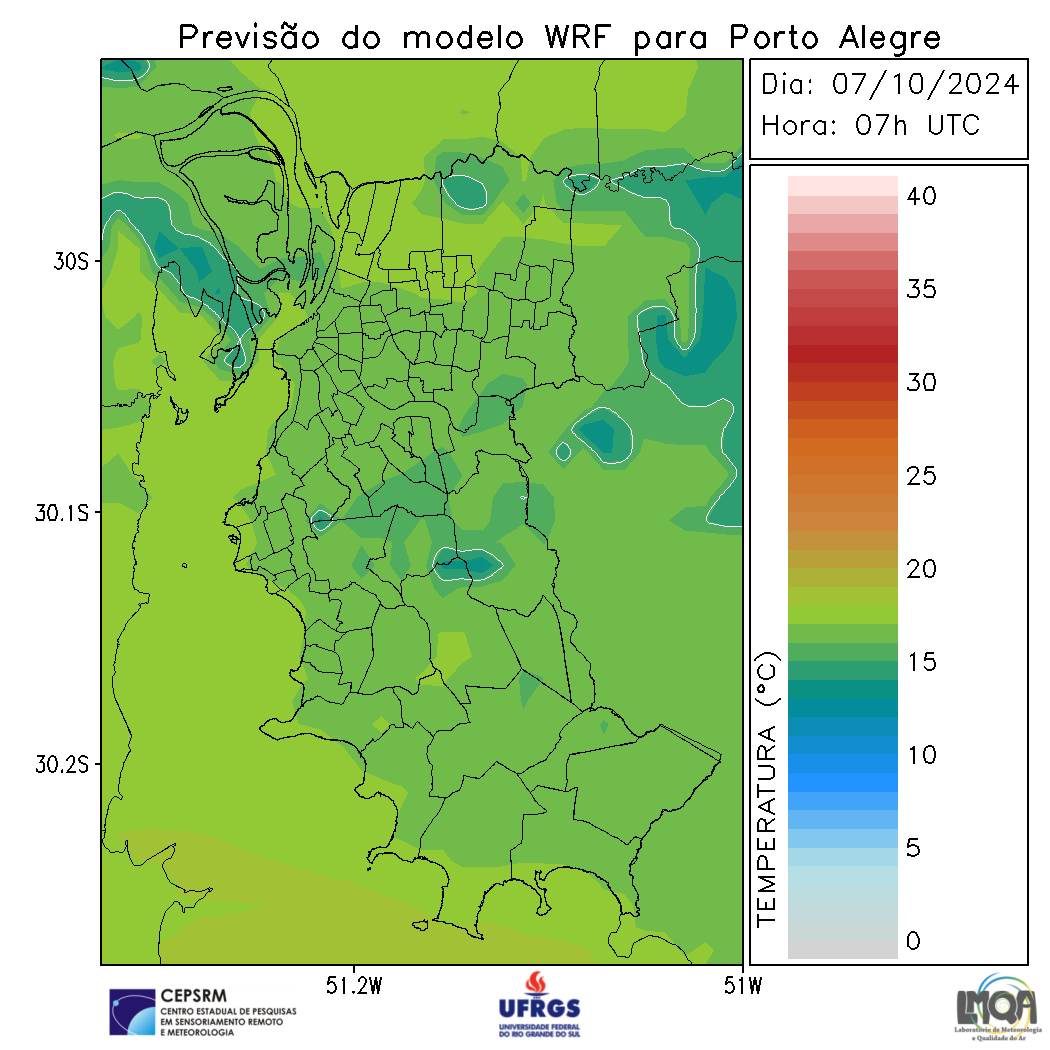 Previsão do modelo WRF para Porto Alegre
Dia: 07/10/2024
Hora: 07h UTC
30S
30.1S
30.2S
51.2W
51W
TEMPERATURA (°C)
40
35
30
25
20
15
10
5
0
CEPSRM
CENTRO ESTADUAL DE PESQUISAS
EM SENSORIAMENTO REMOTO
E METEOROLOGIA
UFRGS
UNIVERSIDADE FEDERAL
DO RIO GRANDE DO SUL
LMQA
Laboratório de Meteorologia
e Qualidade do Ar